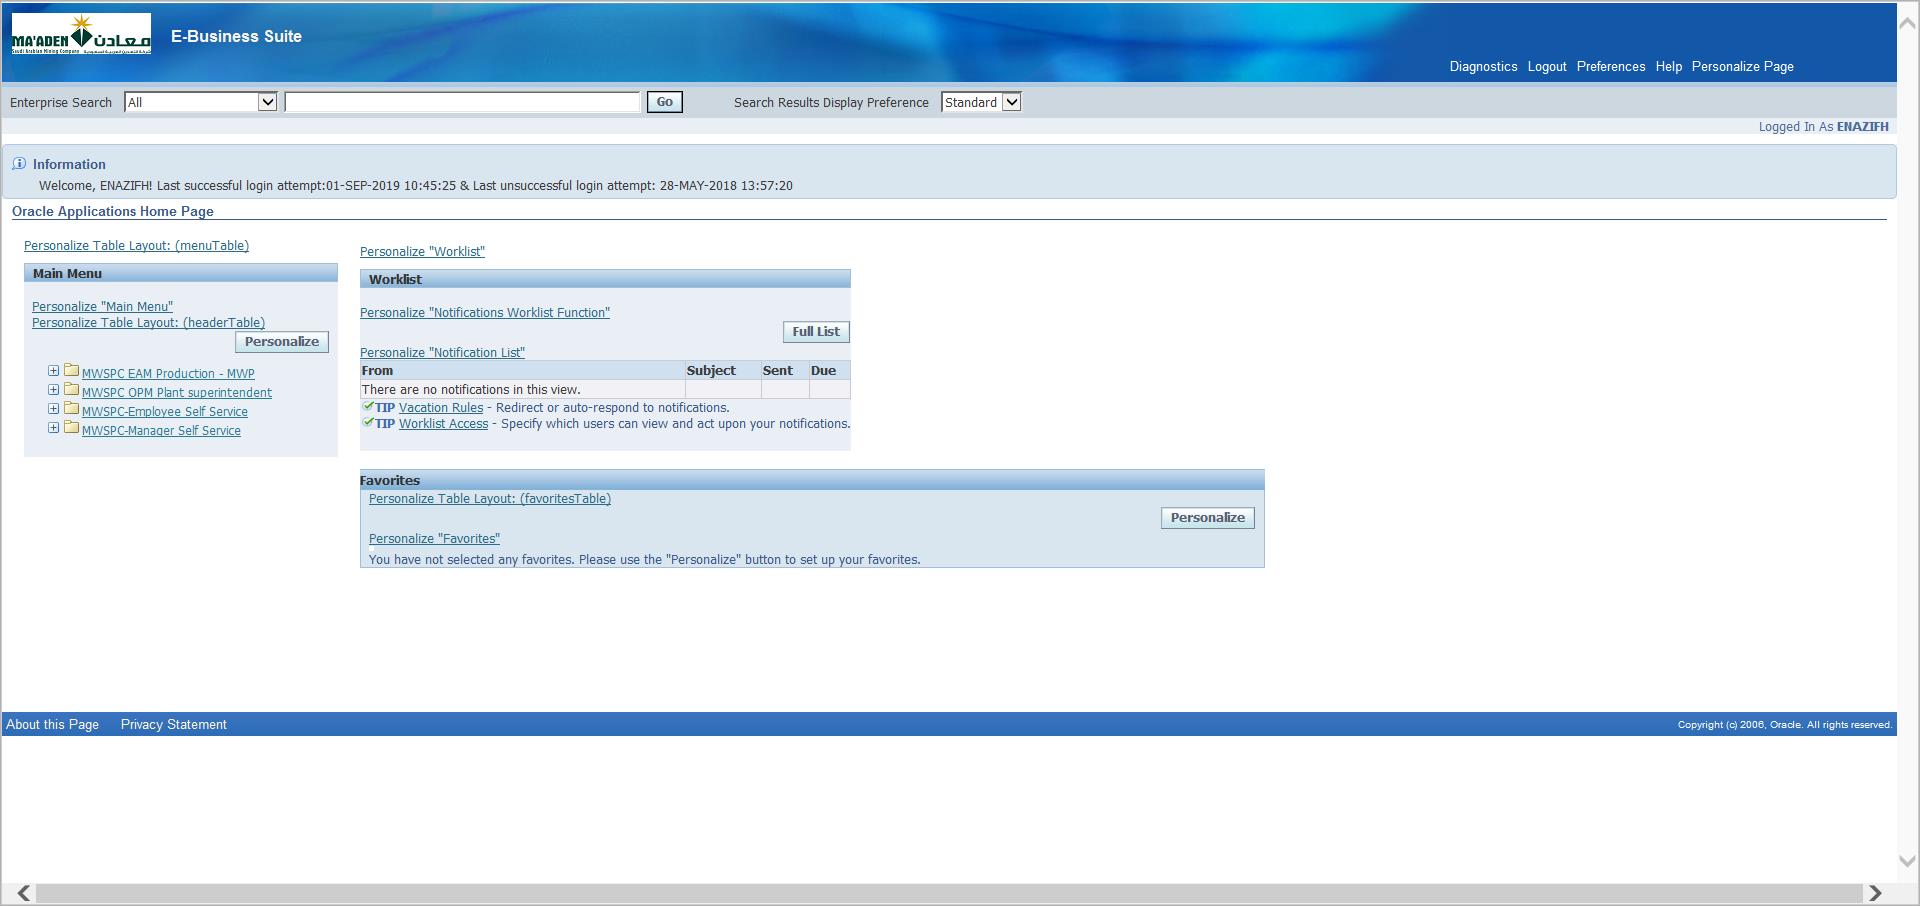 MA'ADEN معادن
Saudi Arabian Mining Company
E-Business Suite
Diagnostics Logout Preferences Help Personalize Page
Enterprise Search All Go Search Results Display Preference Standard
Logged In As ENAZIFH
Information
Welcome, ENAZIFH! Last successful login attempt:01-SEP-2019 10:45:25 & Last unsuccessful login attempt: 28-MAY-2018 13:57:20
Oracle Applications Home Page
Personalize Table Layout: (menuTable)
Main Menu
Personalize "Main Menu"
Personalize Table Layout: (headerTable)
Personalize
MWSPC EAM Production - MWP
MWSPC OPM Plant superintendent
MWSPC-Employee Self Service
MWSPC-Manager Self Service
Personalize "Worklist"
Worklist
Personalize "Notifications Worklist Function"
Full List
Personalize "Notification List"
From Subject Sent Due
There are no notifications in this view.
TIP Vacation Rules - Redirect or auto-respond to notifications.
TIP Worklist Access - Specify which users can view and act upon your notifications.
Favorites
Personalize Table Layout: (favoritesTable)
Personalize
Personalize "Favorites"
You have not selected any favorites. Please use the "Personalize" button to set up your favorites.
About this Page Privacy Statement
Copyright (c) 2006, Oracle. All rights reserved.